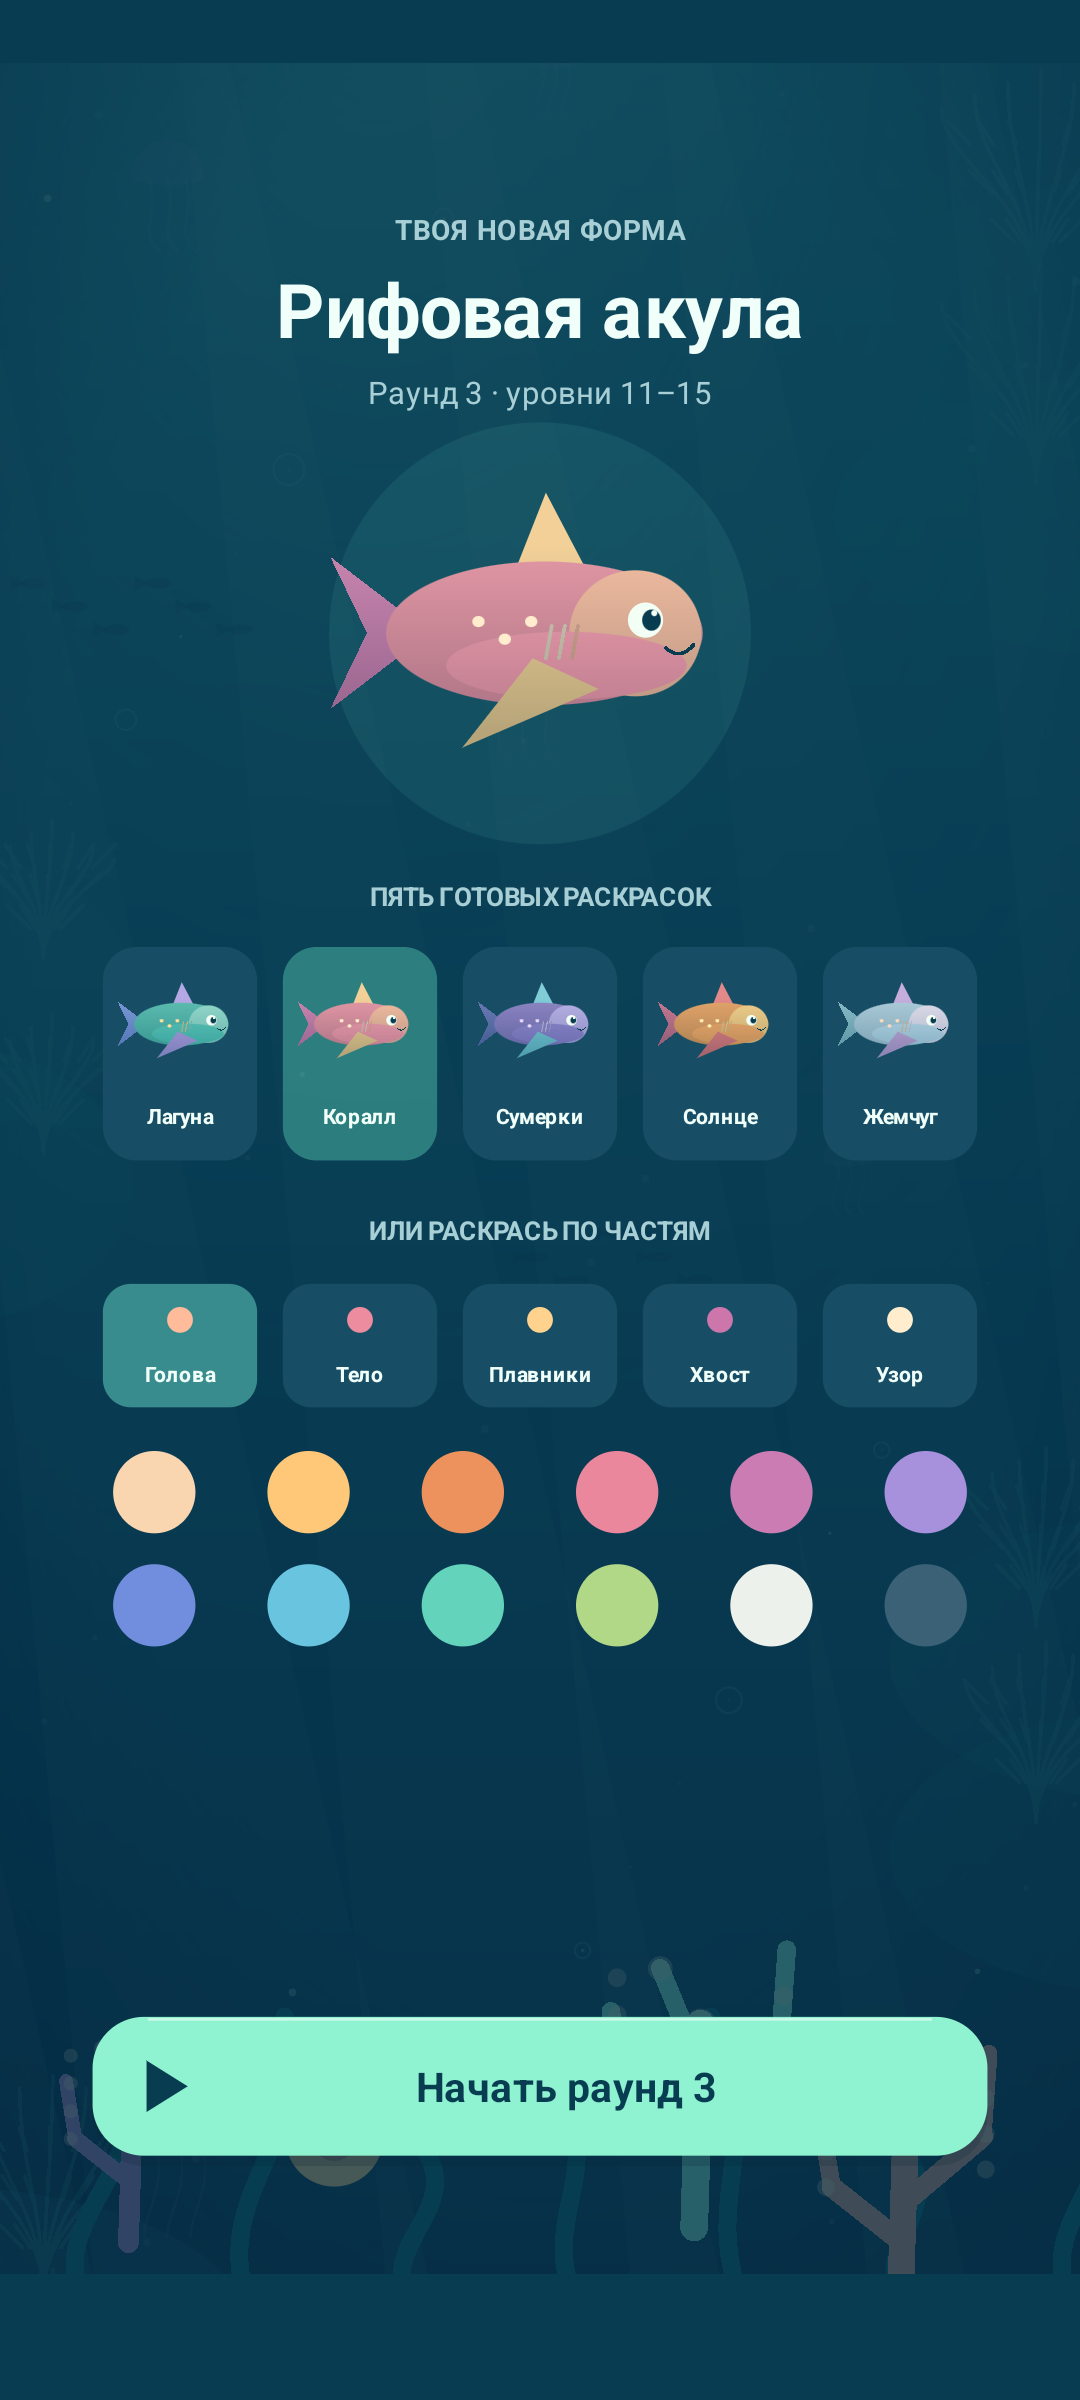 ТВОЯ НОВАЯ ФОРМА
Рифовая акула
Раунд 3 · уровни 11–15
ПЯТЬ ГОТОВЫХ РАСКРАСОК
Лагуна
Коралл
Сумерки
Солнце
Жемчуг
ИЛИ РАСКРАСЬ ПО ЧАСТЯМ
Голова
Тело
Плавники
Хвост
Узор
Начать раунд 3